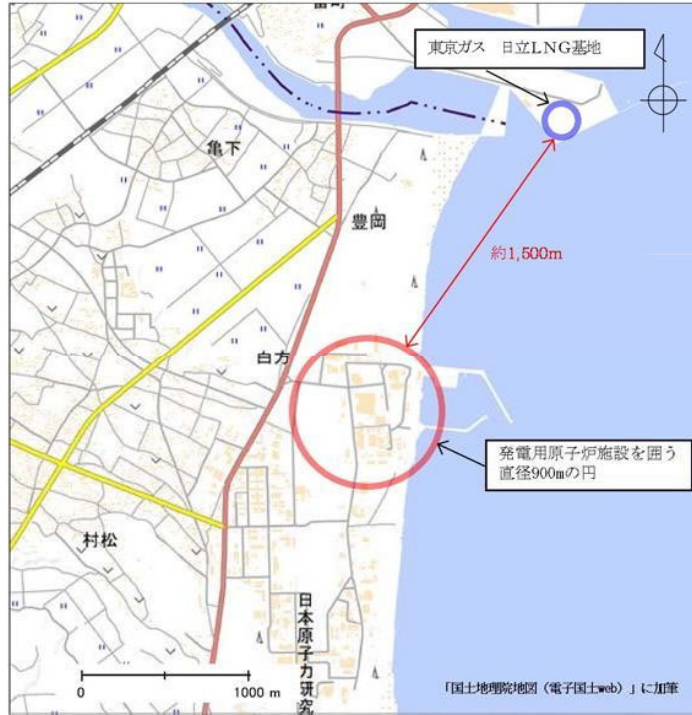 東京ガス　日立LNG基地
亀下
豊岡
約1,500m
白方
発電用原子炉施設を囲う
直径900mの円
村松
日本原子力研究
0
1000 m
「国土地理院地図（電子国土web）」に加筆